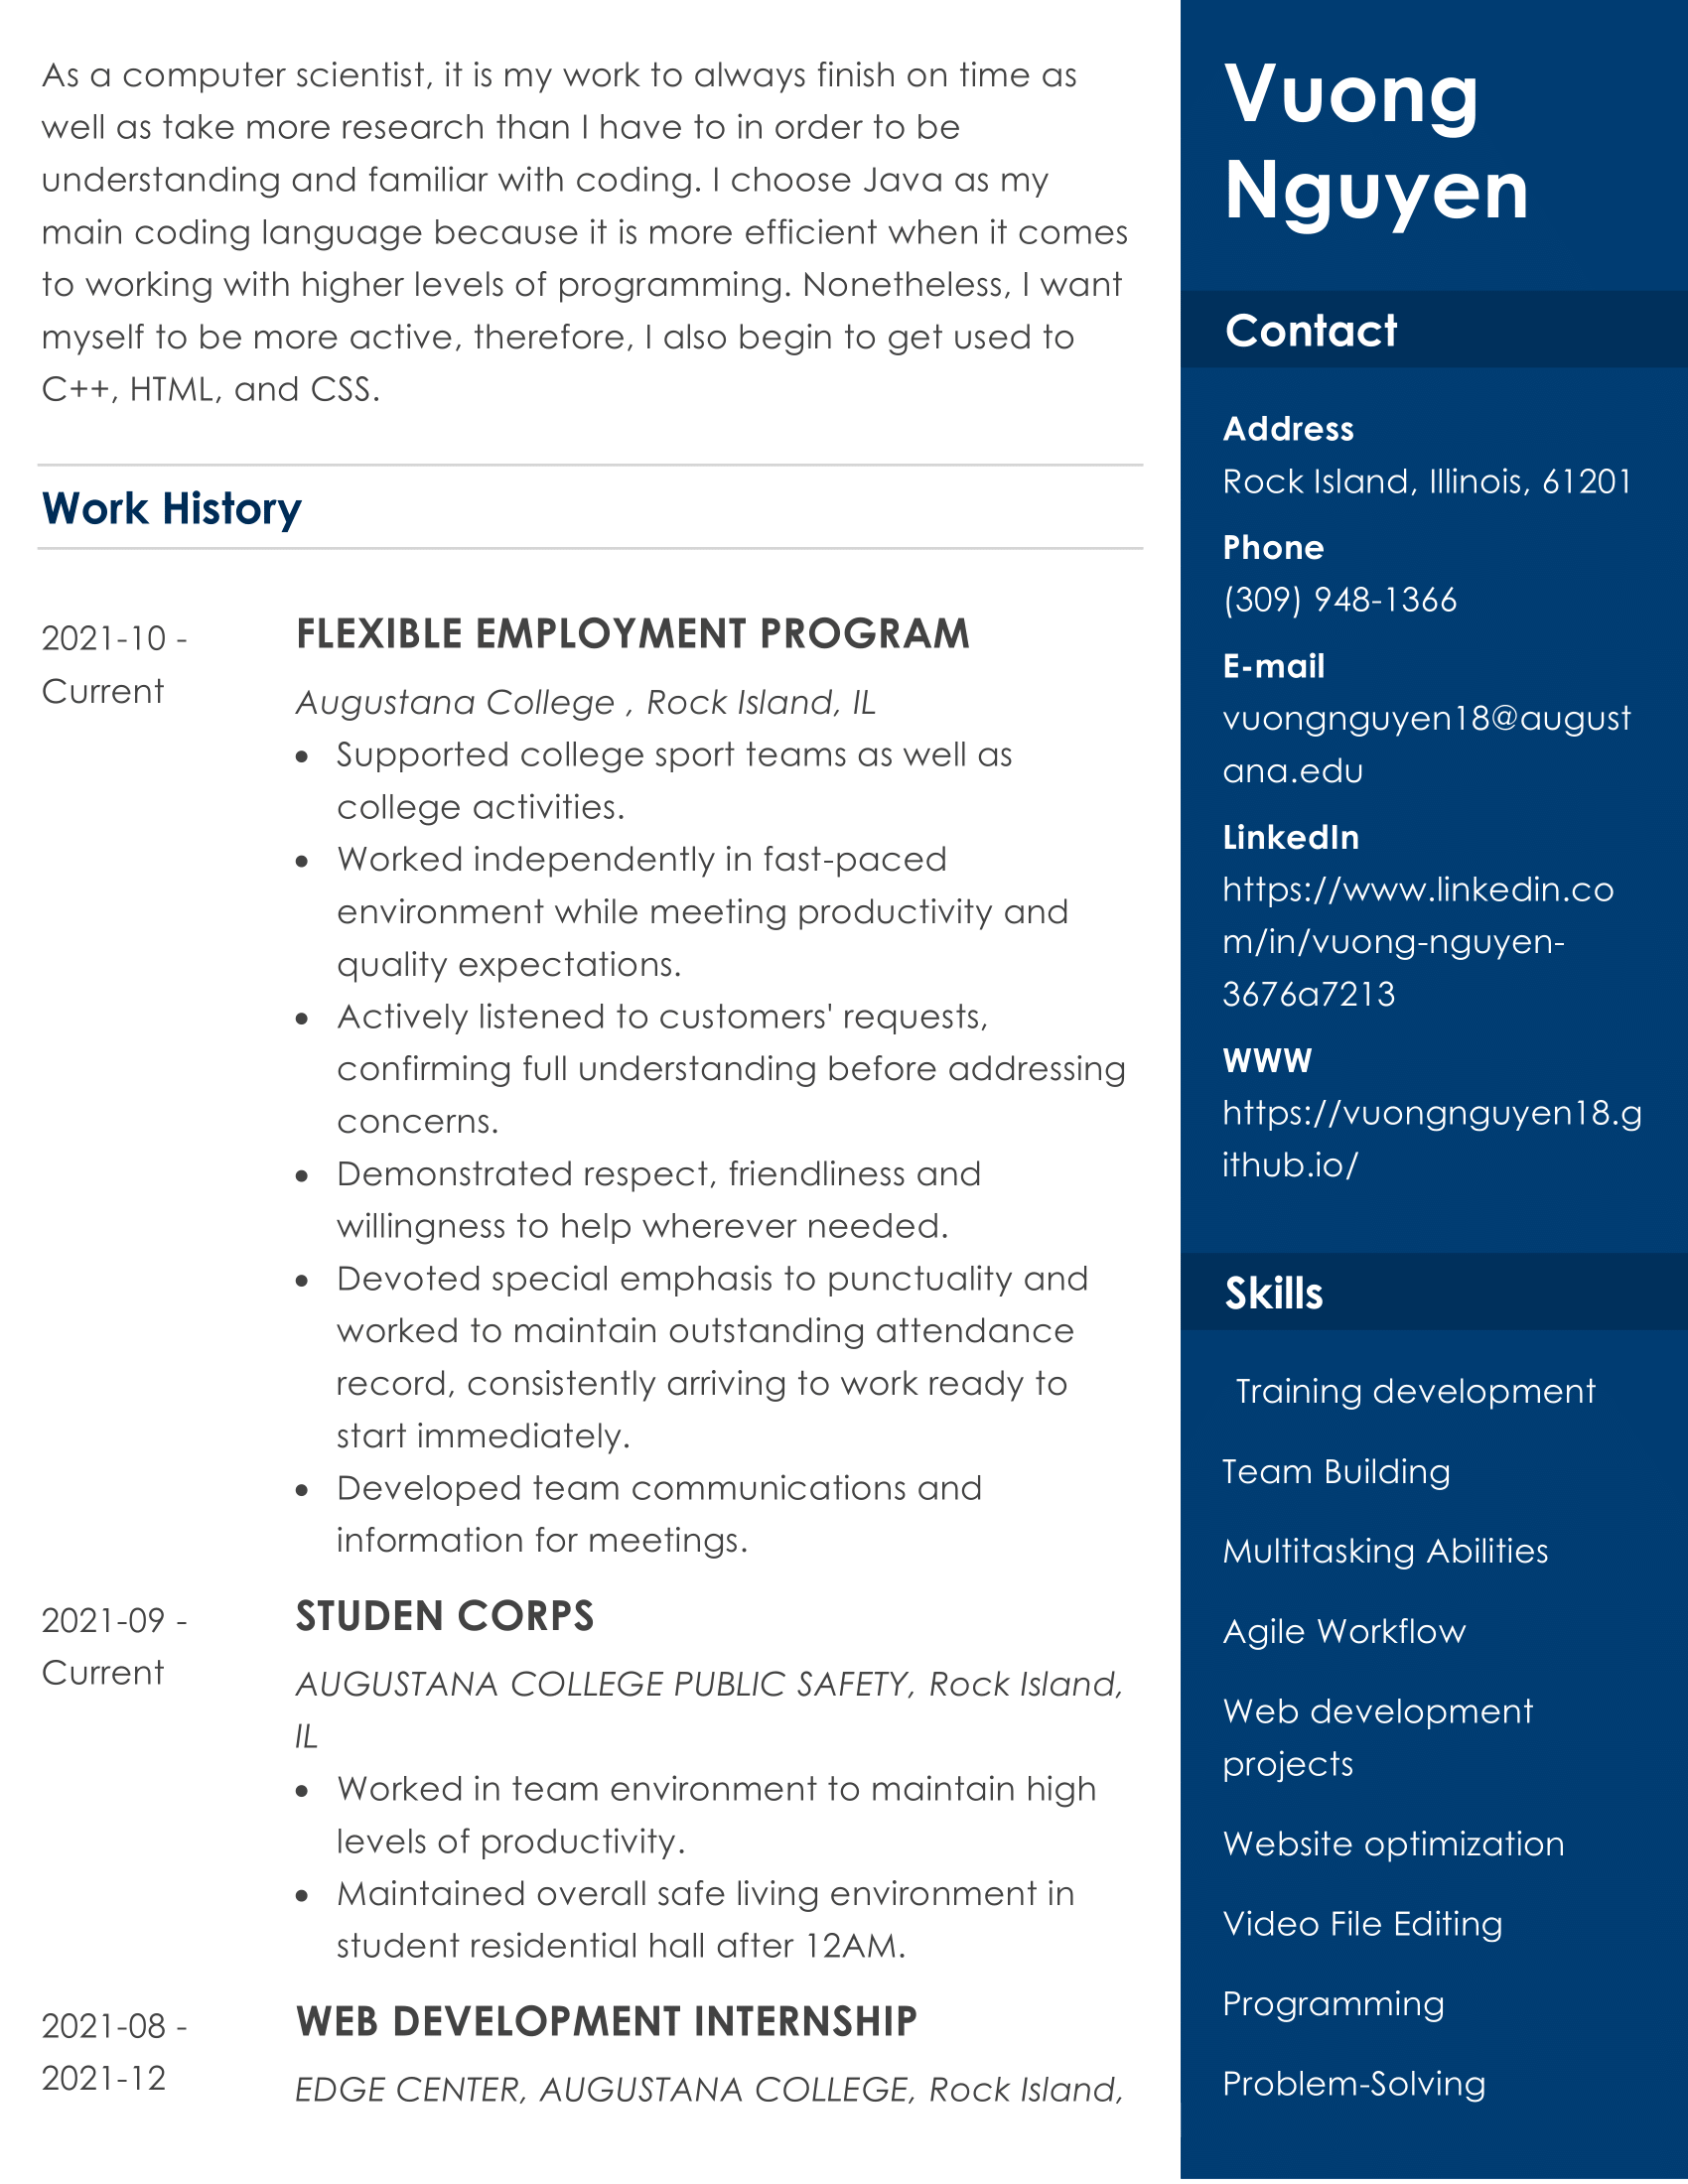 As a computer scientist, it is my work to always finish on time as
well as take more research than I have to in order to be
understanding and familiar with coding. I choose Java as my
main coding language because it is more efficient when it comes
to working with higher levels of programming. Nonetheless, I want
myself to be more active, therefore, I also begin to get used to
C++, HTML, and CSS.
Work History
2021-10 -
Current
FLEXIBLE EMPLOYMENT PROGRAM
Augustana College , Rock Island, IL
• Supported college sport teams as well as
college activities.
• Worked independently in fast-paced
environment while meeting productivity and
quality expectations.
• Actively listened to customers' requests,
confirming full understanding before addressing
concerns.
• Demonstrated respect, friendliness and
willingness to help wherever needed.
• Devoted special emphasis to punctuality and
worked to maintain outstanding attendance
record, consistently arriving to work ready to
start immediately.
• Developed team communications and
information for meetings.
2021-09 -
Current
STUDEN CORPS
AUGUSTANA COLLEGE PUBLIC SAFETY, Rock Island,
IL
• Worked in team environment to maintain high
levels of productivity.
• Maintained overall safe living environment in
student residential hall after 12AM.
2021-08 -
2021-12
WEB DEVELOPMENT INTERNSHIP
EDGE CENTER, AUGUSTANA COLLEGE, Rock Island,
Vuong
Nguyen
Contact
Address
Rock Island, Illinois, 61201
Phone
(309) 948-1366
E-mail
vuongnguyen18@august
ana.edu
LinkedIn
https://www.linkedin.co
m/in/vuong-nguyen-
3676a7213
WWW
https://vuongnguyen18.g
ithub.io/
Skills
Training development
Team Building
Multitasking Abilities
Agile Workflow
Web development
projects
Website optimization
Video File Editing
Programming
Problem-Solving